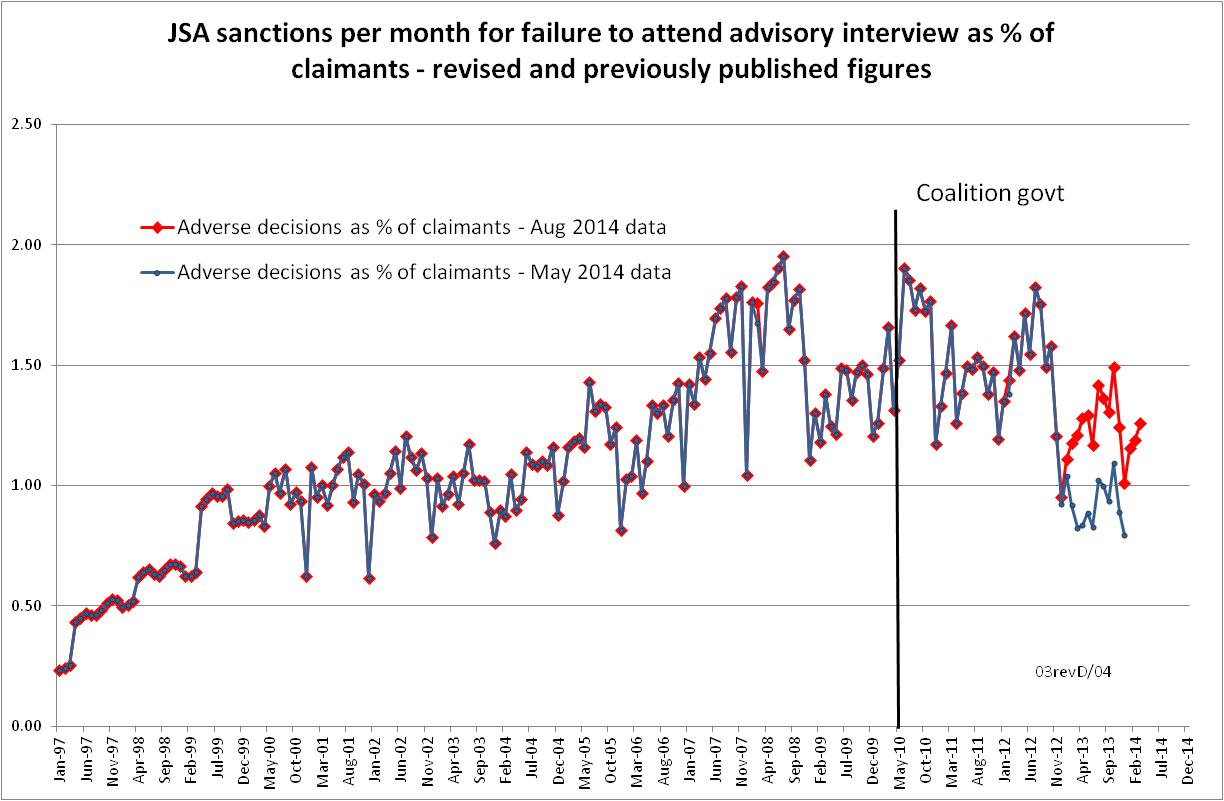 JSA sanctions per month for failure to attend advisory interview as % of
claimants - revised and previously published figures
2.50
Coalition govt
Adverse decisions as % of claimants - Aug 2014 data
2.00
Adverse decisions as % of claimants - May 2014 data
1.50
1.00
0.50
03revD/04
0.00
Jan-97
Jun-97
Nov-97
Apr-98
Sep-98
Feb-99
Jul-99
Dec-99
May-00
Oct-00
Mar-01
Aug-01
Jan-02
Jun-02
Nov-02
Apr-03
Sep-03
Feb-04
Jul-04
Dec-04
May-05
Oct-05
Mar-06
Aug-06
Jan-07
Jun-07
Nov-07
Apr-08
Sep-08
Feb-09
Jul-09
Dec-09
May-10
Oct-10
Mar-11
Aug-11
Jan-12
Jun-12
Nov-12
Apr-13
Sep-13
Feb-14
Jul-14
Dec-14